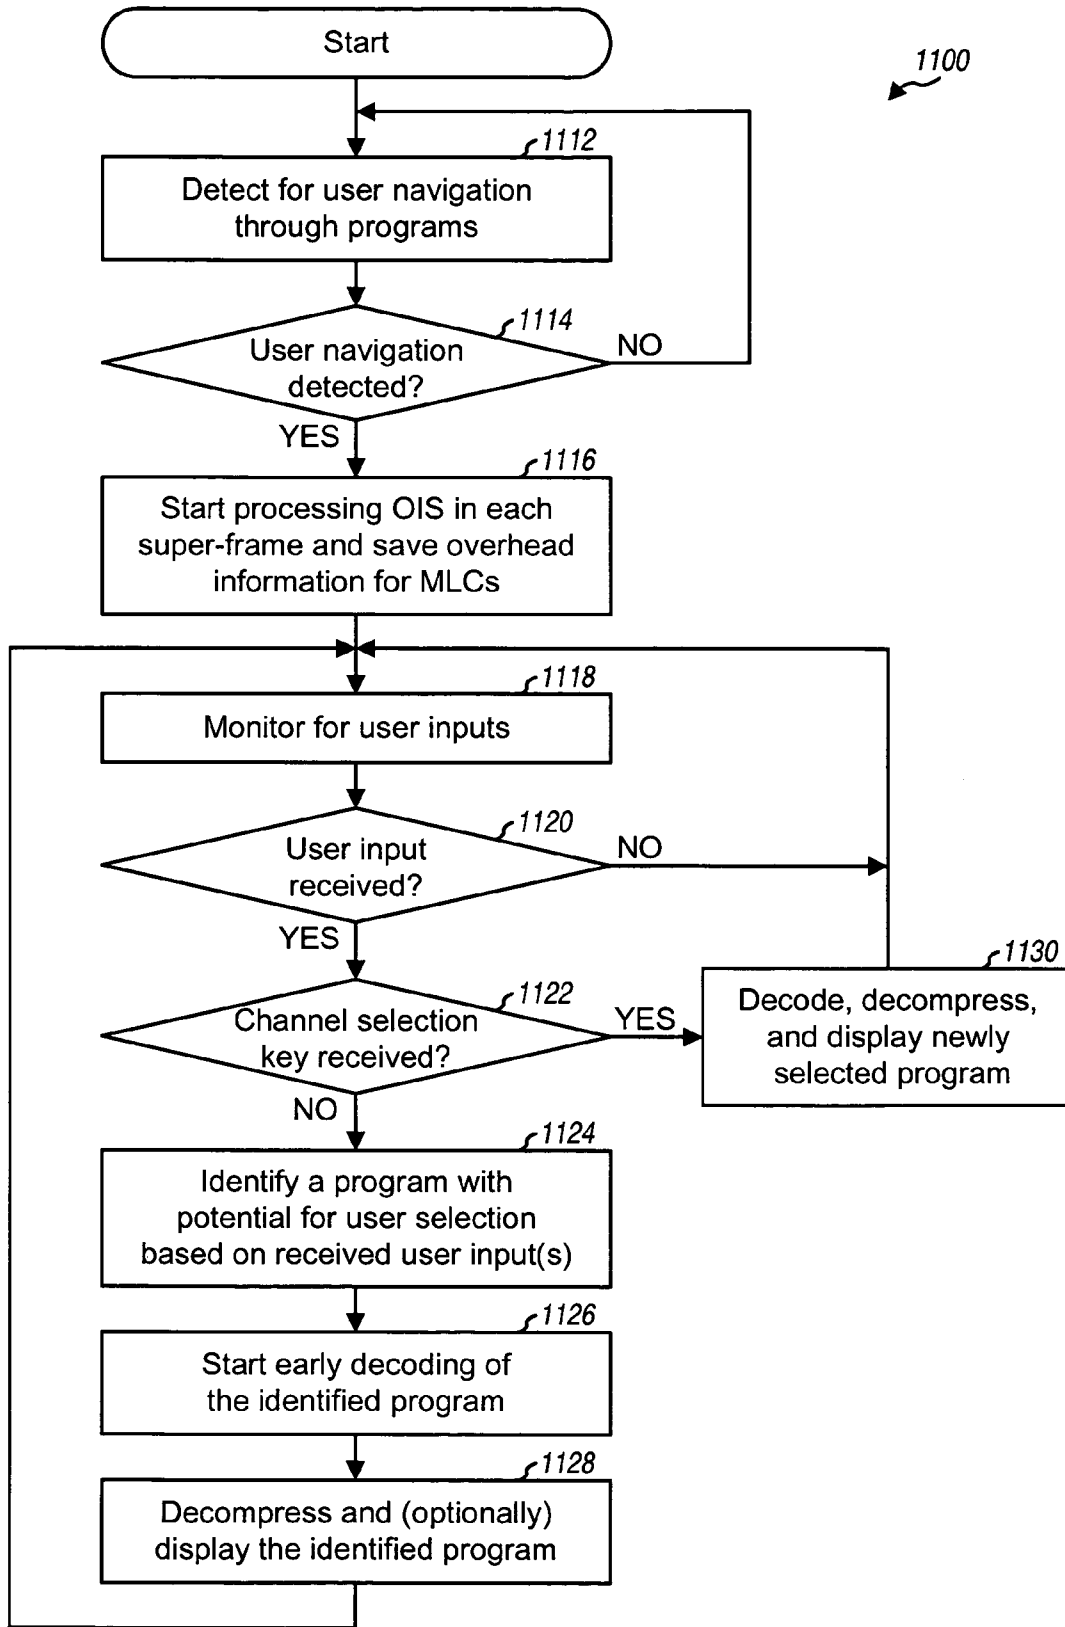 Start
1100
1112
Detect for user navigation
through programs
1114
User navigation
detected?
NO
YES
1116
Start processing OIS in each
super-frame and save overhead
information for MLCs
1118
Monitor for user inputs
1120
User input
received?
NO
YES
1122
Channel selection
key received?
YES
NO
1130
Decode, decompress,
and display newly
selected program
1124
Identify a program with
potential for user selection
based on received user input(s)
1126
Start early decoding of
the identified program
1128
Decompress and (optionally)
display the identified program